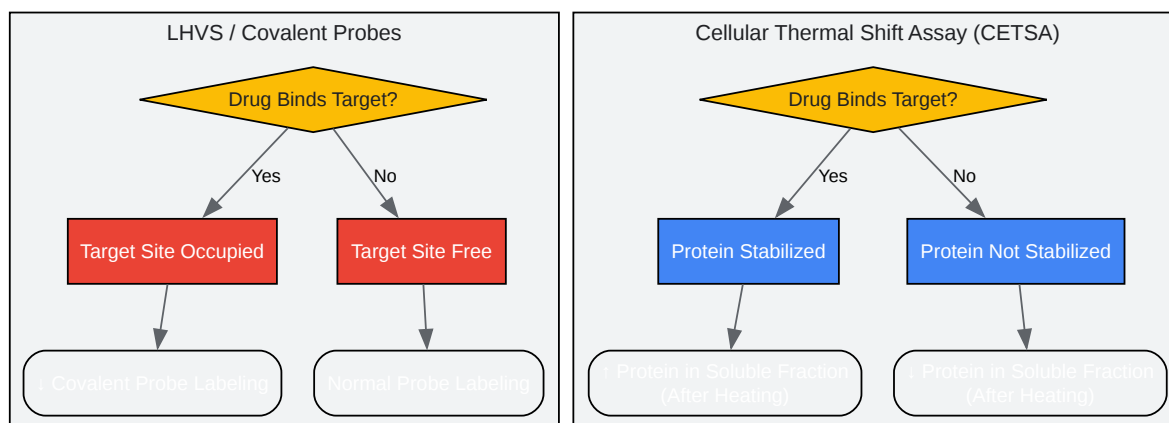 LHVS / Covalent Probes
Drug Binds Target?
Yes
No
Target Site Occupied
Target Site Free
↓ Covalent Probe Labeling
Normal Probe Labeling
Cellular Thermal Shift Assay (CETSA)
Drug Binds Target?
Yes
No
Protein Stabilized
Protein Not Stabilized
↑ Protein in Soluble Fraction
(After Heating)
↓ Protein in Soluble Fraction
(After Heating)